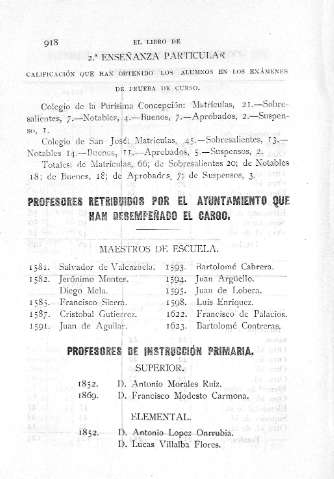 918 EL LIBRO DE
2.ª ENSEÑANZA PARTICULAR
CALIFICACIÓN QUE HAN OBTENIDO LOS ALUMNOS EN LOS EXÁMENES
DE PRUEBA DE CURSO.
Colegio de la Purísima Concepción: Matrículas, 21.—Sobre-
salientes, 7.—Notables, 4.—Buenos, 7.—Aprobados, 2.—Suspen-
so, 1.
Colegio de San José: Matrículas, 45.—Sobresalientes, 13.—
Notables 14.—Buenos, 11.—Aprobados, 5.—Suspensos, 2.
Totales: de Matrículas, 66; de Sobresalientes 20; de Notables
18; de Buenos, 18; de Aprobados, 7; de Suspensos, 3.
PROFESORES RETRIBUIDOS POR EL AYUNTAMIENTO QUE
HAN DESEMPEÑADO EL CARGO.
MAESTROS DE ESCUELA.
1581. Salvador de Valenzuela.
1582. Jerónimo Montes.
Diego Mela.
1585. Francisco Sierra.
1587. Cristobal Gutierrez.
1591. Juan de Aguilar.
1593. Bartolomé Cabrera.
1594. Juan Argüello.
1595. Juan de Lobera.
1598. Luis Enriquez.
1622. Francisco de Palacios.
1623. Bartolomé Contreras.
PROFESORES DE INSTRUCCIÓN PRIMARIA.
SUPERIOR.
1852. D. Antonio Morales Ruiz.
1869. D. Francisco Modesto Carmona.
ELEMENTAL.
1852. D. Antonio Lopez Onrrubia.
D. Lucas Villalba Flores.